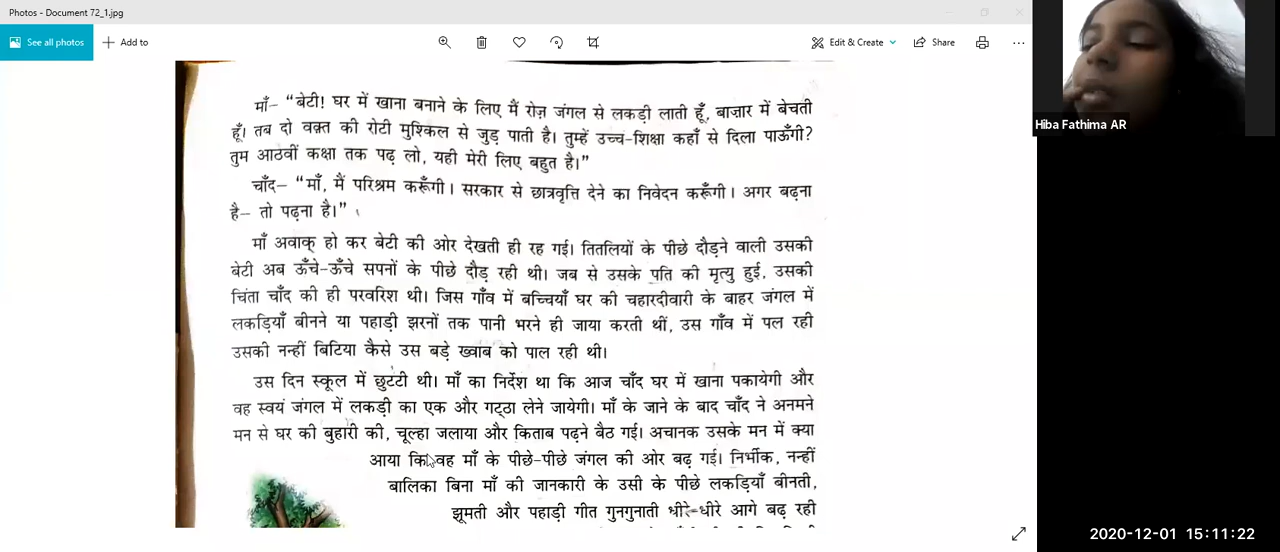 Photos - Document 72_1.jpg
See all photos
Add to
Edit & Create
Share
Hiba Fathima AR
माँ– “बेटी! घर में खाना बनाने के लिए मैं रोज़ जंगल से लकड़ी लाती हूँ, बाज़ार में बेचती
हूँ। तब दो वक़्त की रोटी मुश्किल से जुड़ पाती है। तुम्हें उच्च-शिक्षा कहाँ से दिला पाऊँगी?
तुम आठवीं कक्षा तक पढ़ लो, यही मेरी लिए बहुत है।”
चाँद– “माँ, मैं परिश्रम करूँगी। सरकार से छात्रवृत्ति देने का निवेदन करूँगी। अगर बढ़ना
है– तो पढ़ना है।”
माँ अवाक् हो कर बेटी की ओर देखती ही रह गई। तितलियों के पीछे दौड़ने वाली उसकी
बेटी अब ऊँचे-ऊँचे सपनों के पीछे दौड़ रही थी। जब से उसके पति की मृत्यु हुई, उसकी
चिंता चाँद की ही परवरिश थी। जिस गाँव में बच्चियाँ घर की चहारदीवारी के बाहर जंगल में
लकड़ियाँ बीनने या पहाड़ी झरनों तक पानी भरने ही जाया करती थीं, उस गाँव में पल रही
उसकी नन्हीं बिटिया कैसे उस बड़े ख्वाब को पाल रही थी।
उस दिन स्कूल में छुटटी थी। माँ का निर्देश था कि आज चाँद घर में खाना पकायेगी और
वह स्वयं जंगल में लकड़ी का एक और गट्ठा लेने जायेगी। माँ के जाने के बाद चाँद ने अनमने
मन से घर की बुहारी की, चूल्हा जलाया और किताब पढ़ने बैठ गई। अचानक उसके मन में क्या
आया कि वह माँ के पीछे-पीछे जंगल की ओर बढ़ गई। निर्भीक, नन्हीं
बालिका बिना माँ की जानकारी के उसी के पीछे लकड़ियाँ बीनती,
झूमती और पहाड़ी गीत गुनगुनाती धीरे-धीरे आगे बढ़ रही
2020-12-01 15:11:22